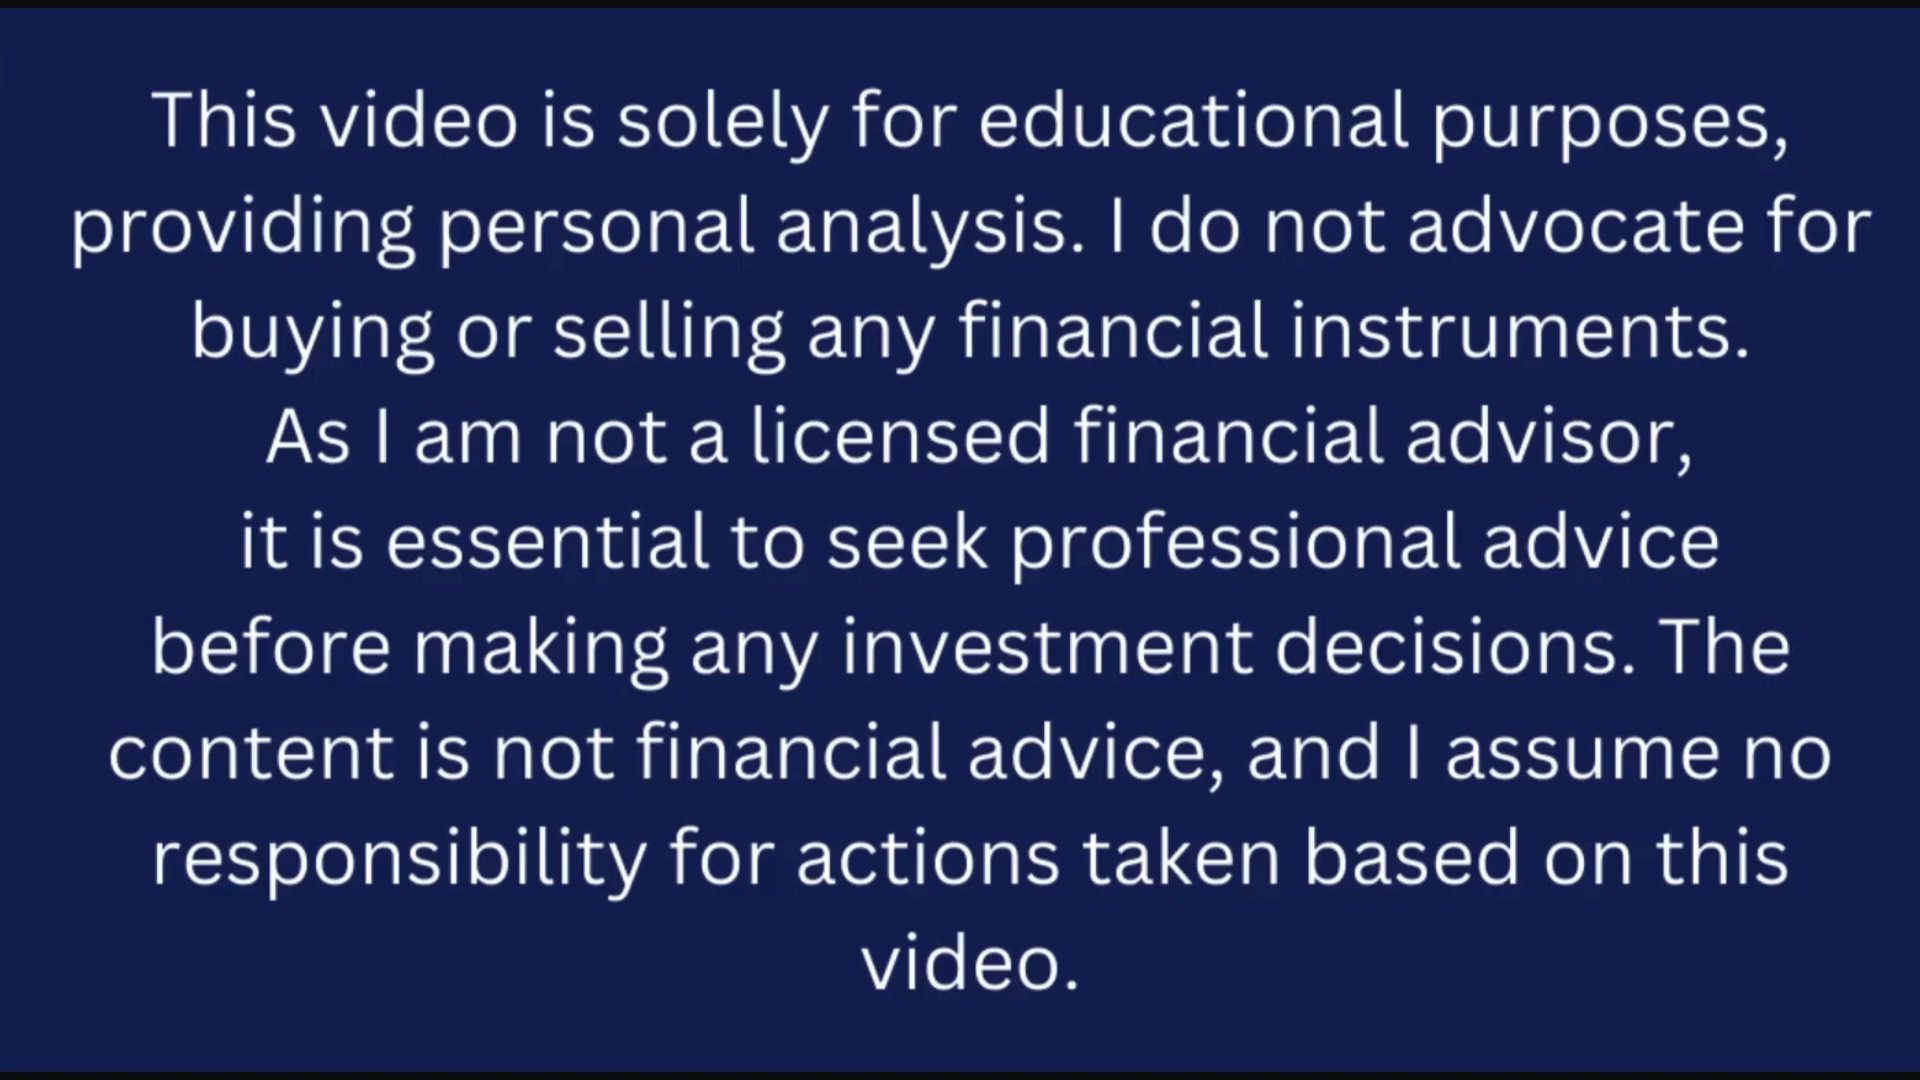 This video is solely for educational purposes,
providing personal analysis. I do not advocate for
buying or selling any financial instruments.
As I am not a licensed financial advisor,
it is essential to seek professional advice
before making any investment decisions. The
content is not financial advice, and I assume no
responsibility for actions taken based on this
video.